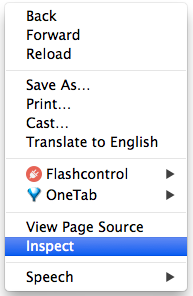 Back
Forward
Reload
Save As…
Print…
Cast…
Translate to English
Flashcontrol
OneTab
View Page Source
Inspect
Speech